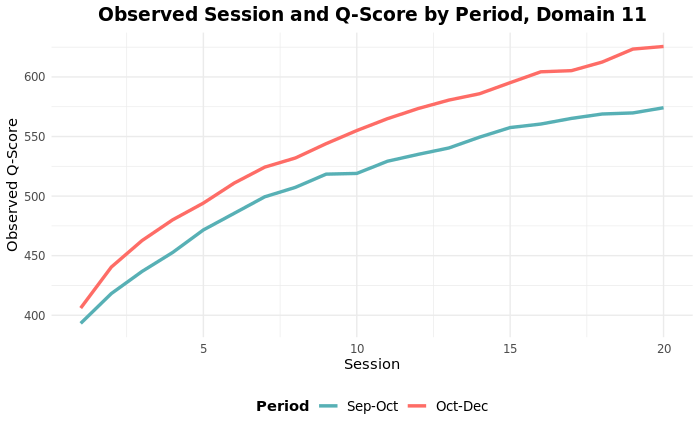 Observed Session and Q-Score by Period, Domain 11
Observed Q-Score
600
550
500
450
400
5 10 15 20
Session
Period Sep-Oct Oct-Dec